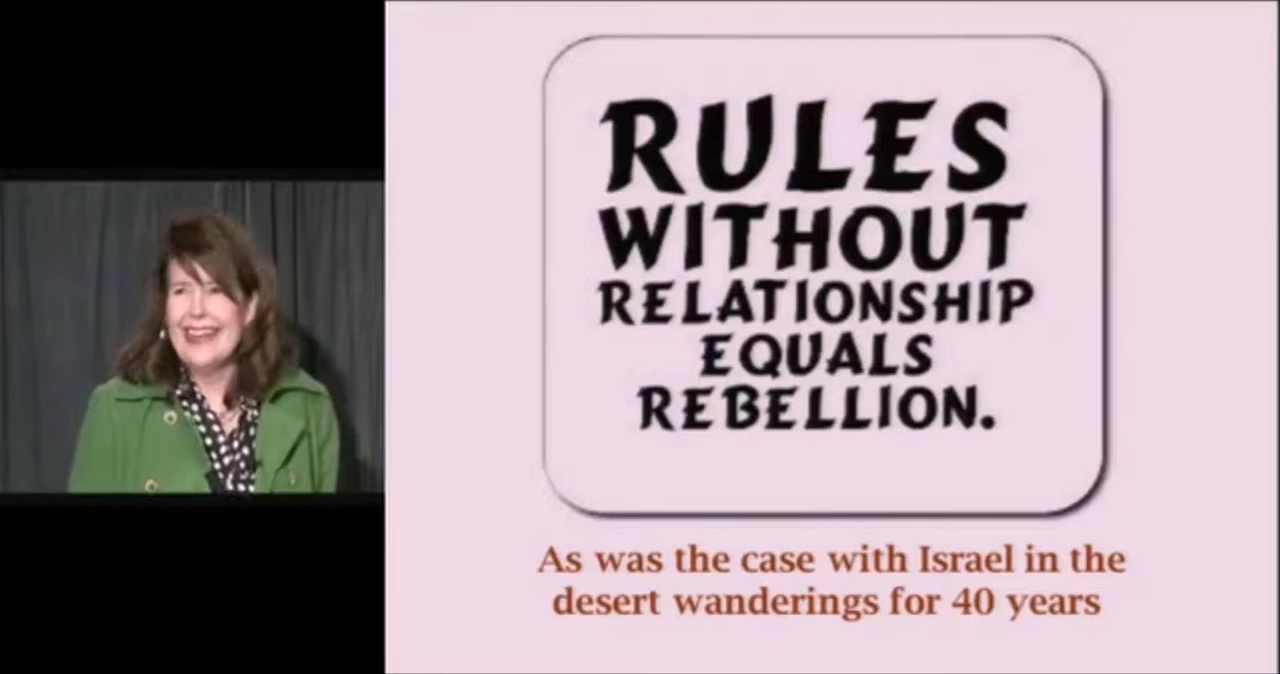 RULES
WITHOUT
RELATIONSHIP
EQUALS
REBELLION.
As was the case with Israel in the
desert wanderings for 40 years